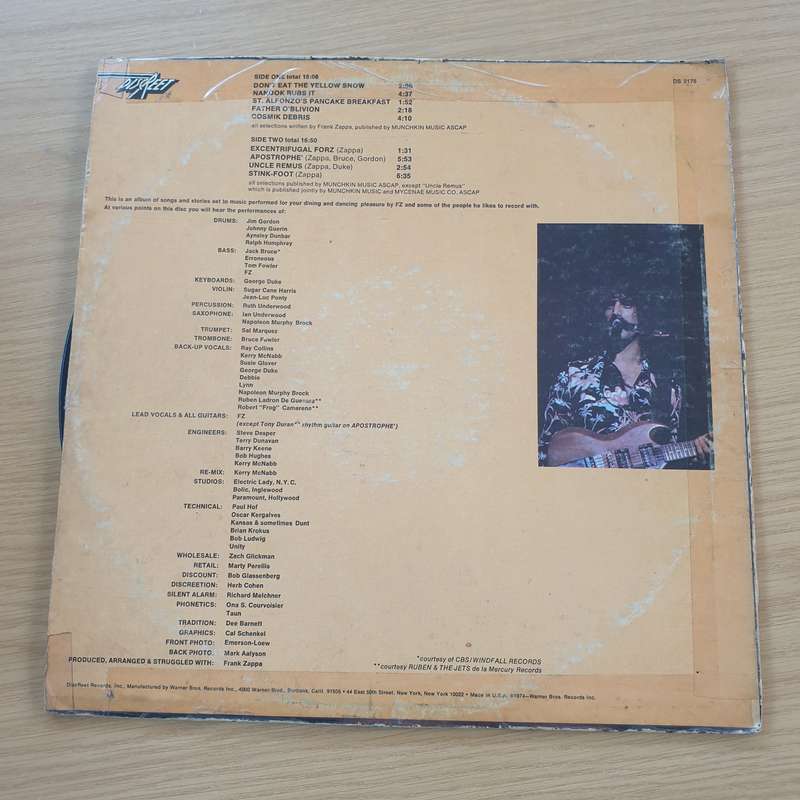 DISCREET
DS 2175
SIDE ONE total 15:06
DON'T EAT THE YELLOW SNOW 2:06
NANOOK RUBS IT 4:37
ST. ALFONZO'S PANCAKE BREAKFAST 1:52
FATHER O'BLIVION 2:18
COSMIK DEBRIS 4:10
all selections written by Frank Zappa, published by MUNCHKIN MUSIC ASCAP
SIDE TWO total 16:50
EXCENTRIFUGAL FORZ (Zappa) 1:31
APOSTROPHE' (Zappa, Bruce, Gordon) 5:53
UNCLE REMUS (Zappa, Duke) 2:54
STINK-FOOT (Zappa) 6:35
all selections published by MUNCHKIN MUSIC ASCAP, except "Uncle Remus"
which is published jointly by MUNCHKIN and MYCENAE MUSIC CO. ASCAP
This is an album of songs and stories set to music performed for your dining and dancing pleasure by FZ and some of the people he likes to record with.
At various points on this disc you will hear the performances of:
DRUMS: Jim Gordon
Johnny Guerin
Aynsley Dunbar
Ralph Humphrey
BASS: Jack Bruce*
Erroneous
Tom Fowler
FZ
KEYBOARDS: George Duke
VIOLIN: Sugar Cane Harris
Jean-Luc Ponty
PERCUSSION: Ruth Underwood
SAXOPHONE: Ian Underwood
Napoleon Murphy Brock
TRUMPET: Sal Marquez
TROMBONE: Bruce Fowler
BACK-UP VOCALS: Ray Collins
Kerry McNabb
Susie Glover
George Duke
Debbie
Lynn
Napoleon Murphy Brock
Ruben Ladron De Guevara**
Robert "Frog" Camarena**
LEAD VOCALS & ALL GUITARS: FZ
(except Tony Duran** rhythm guitar on APOSTROPHE')
ENGINEERS: Steve Desper
Terry Dunavan
Barry Keene
Bob Hughes
Kerry McNabb
RE-MIX: Kerry McNabb
STUDIOS: Electric Lady, N.Y.C.
Bolic, Inglewood
Paramount, Hollywood
TECHNICAL: Paul Hof
Oscar Kergalves
Kansas & sometimes Dunt
Brian Krokus
Bob Ludwig
Unity
WHOLESALE: Zach Glickman
RETAIL: Marty Perellis
DISCOUNT: Bob Glassenberg
DISCREETION: Herb Cohen
SILENT ALARM: Richard Melchner
PHONETICS: Ona S. Courvoisier
Taun
TRADITION: Dee Barnett
GRAPHICS: Cal Schenkel
FRONT PHOTO: Emerson-Loew
BACK PHOTO: Mark Aalyson
PRODUCED, ARRANGED & STRUGGLED WITH: Frank Zappa
*courtesy of CBS/WINDFALL RECORDS
**courtesy RUBEN & THE JETS de la Mercury Records
DiscReet Records, Inc., Manufactured by Warner Bros. Records Inc., Warner Blvd., Burbank, Calif. 91505 • 44 East 50th Street, New York, New York 10022 • Made in U.S.A. ©1974—Warner Bros. Records Inc.